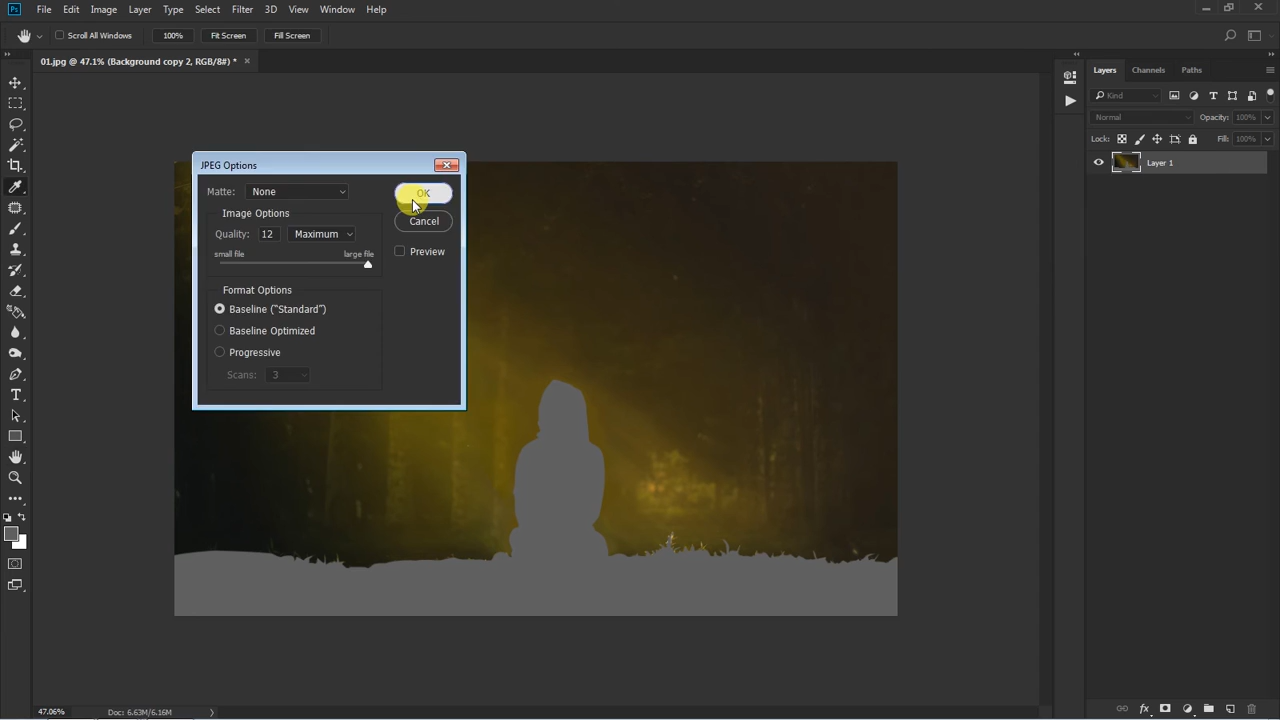 Ps File Edit Image Layer Type Select Filter 3D View Window Help
Scroll All Windows 100% Fit Screen Fill Screen
01.jpg @ 47.1% (Background copy 2, RGB/8#) * ×
Layers Channels Paths
Kind
Normal Opacity: 100%
Lock: Fill: 100%
Layer 1
JPEG Options
Matte: None
OK
Image Options
Cancel
Quality: 12 Maximum
Preview
small file large file
Format Options
Baseline (“Standard”)
Baseline Optimized
Progressive
Scans: 3
47.06% Doc: 6.63M/6.16M